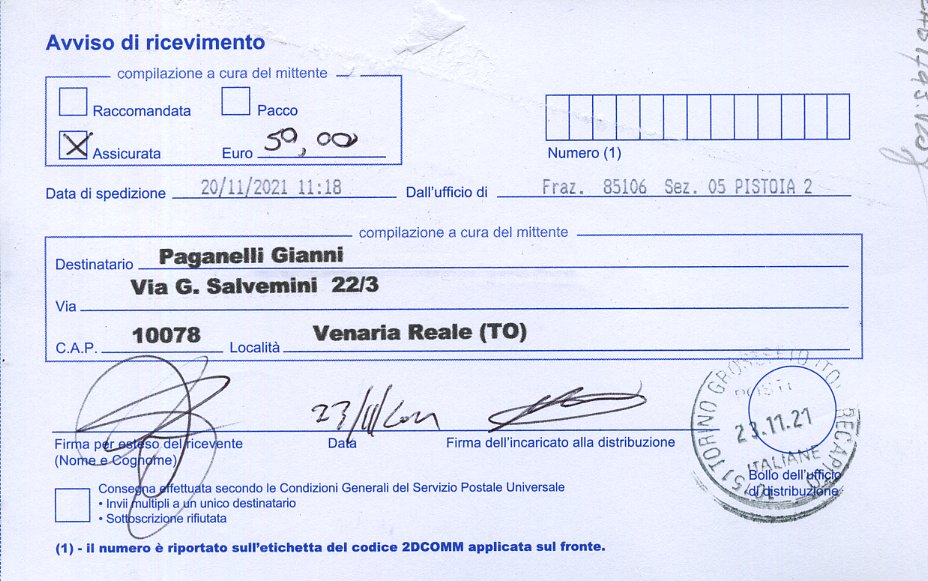 Avviso di ricevimento
compilazione a cura del mittente
Raccomandata Pacco
Assicurata Euro 50,00
Numero (1)
Data di spedizione 20/11/2021 11:18 Dall'ufficio di Fraz. 85106 Sez. 05 PISTOIA 2
compilazione a cura del mittente
Destinatario Paganelli Gianni
Via G. Salvemini 22/3
Via
C.A.P. 10078 Località Venaria Reale (TO)
23/11/2021
Firma per esteso del ricevente Data Firma dell'incaricato alla distribuzione
(Nome e Cognome)
TORINO
POSTE
23.11.21
ITALIANE
RECAPITO
Bollo dell'ufficio
di distribuzione
Consegna effettuata secondo le Condizioni Generali del Servizio Postale Universale
• Invii multipli a un unico destinatario
• Sottoscrizione rifiutata
(1) - il numero è riportato sull'etichetta del codice 2DCOMM applicata sul fronte.